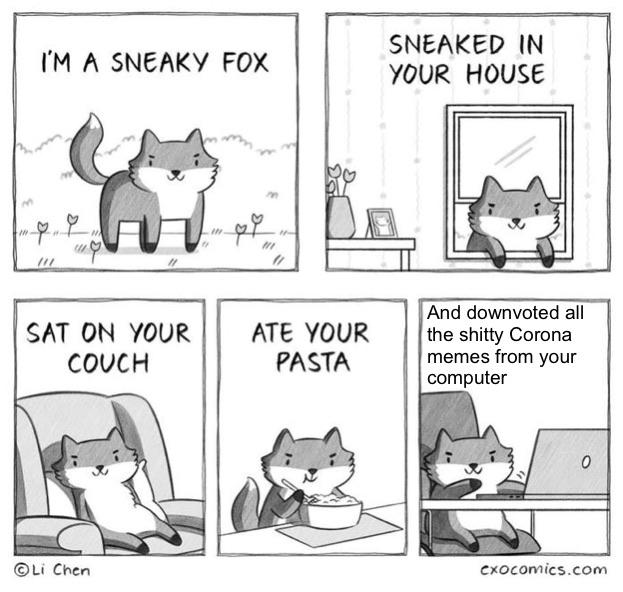 I'M A SNEAKY FOX
SNEAKED IN
YOUR HOUSE
SAT ON YOUR
COUCH
ATE YOUR
PASTA
And downvoted all
the shitty Corona
memes from your
computer
©Li Chen
exocomics.com